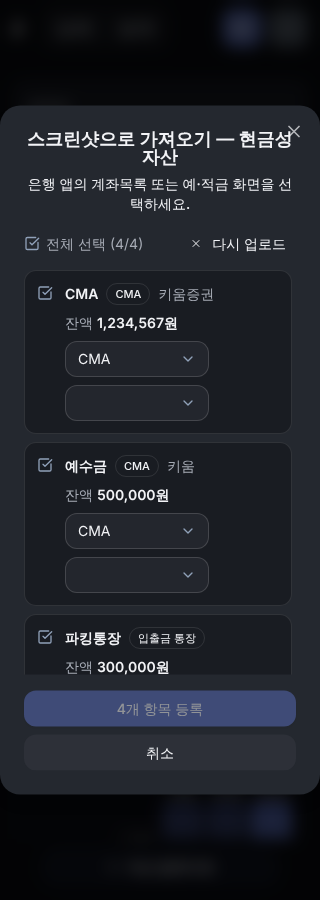 스크린샷으로 가져오기 — 현금성
자산
은행 앱의 계좌목록 또는 예·적금 화면을 선
택하세요.
전체 선택 (4/4) 다시 업로드
CMA CMA 키움증권
잔액 1,234,567원
CMA
예수금 CMA 키움
잔액 500,000원
CMA
파킹통장 입출금 통장
잔액 300,000원
4개 항목 등록
취소